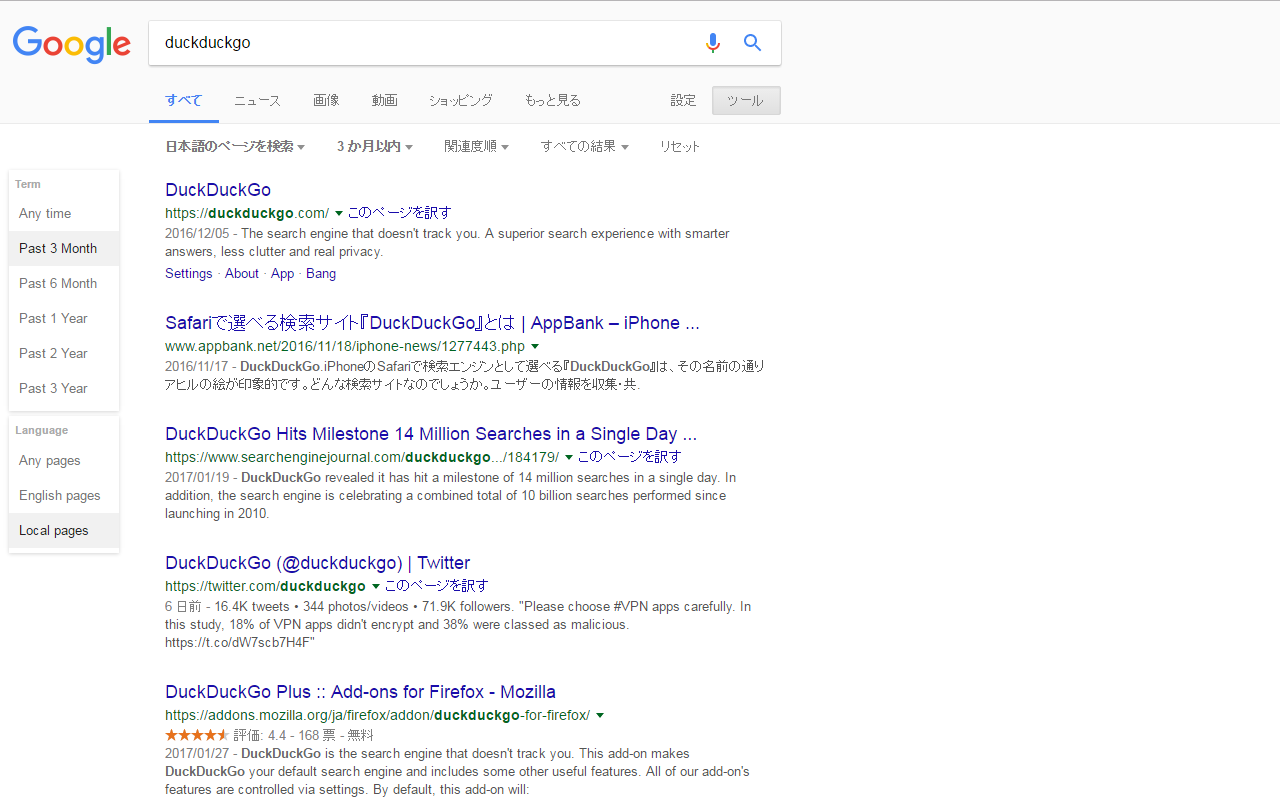 Google
duckduckgo
すべて ニュース 画像 動画 ショッピング もっと見る 設定 ツール
日本語のページを検索 3 か月以内 関連度順 すべての結果 リセット
Term
Any time
Past 3 Month
Past 6 Month
Past 1 Year
Past 2 Year
Past 3 Year
Language
Any pages
English pages
Local pages
DuckDuckGo
https://duckduckgo.com/ このページを訳す
2016/12/05 - The search engine that doesn't track you. A superior search experience with smarter
answers, less clutter and real privacy.
Settings · About · App · Bang
Safariで選べる検索サイト『DuckDuckGo』とは | AppBank – iPhone ...
www.appbank.net/2016/11/18/iphone-news/1277443.php
2016/11/17 - DuckDuckGo.iPhoneのSafariで検索エンジンとして選べる『DuckDuckGo』は、その名前の通り
アヒルの絵が印象的です。どんな検索サイトなのでしょうか。ユーザーの情報を収集・共.
DuckDuckGo Hits Milestone 14 Million Searches in a Single Day ...
https://www.searchenginejournal.com/duckduckgo.../184179/ このページを訳す
2017/01/19 - DuckDuckGo revealed it has hit a milestone of 14 million searches in a single day. In
addition, the search engine is celebrating a combined total of 10 billion searches performed since
launching in 2010.
DuckDuckGo (@duckduckgo) | Twitter
https://twitter.com/duckduckgo このページを訳す
6 日前 - 16.4K tweets • 344 photos/videos • 71.9K followers. "Please choose #VPN apps carefully. In
this study, 18% of VPN apps didn't encrypt and 38% were classed as malicious.
https://t.co/dW7scb7H4F"
DuckDuckGo Plus :: Add-ons for Firefox - Mozilla
https://addons.mozilla.org/ja/firefox/addon/duckduckgo-for-firefox/
評価: 4.4 - 168 票 - 無料
2017/01/27 - DuckDuckGo is the search engine that doesn't track you. This add-on makes
DuckDuckGo your default search engine and includes some other useful features. All of our add-on's
features are controlled via settings. By default, this add-on will: